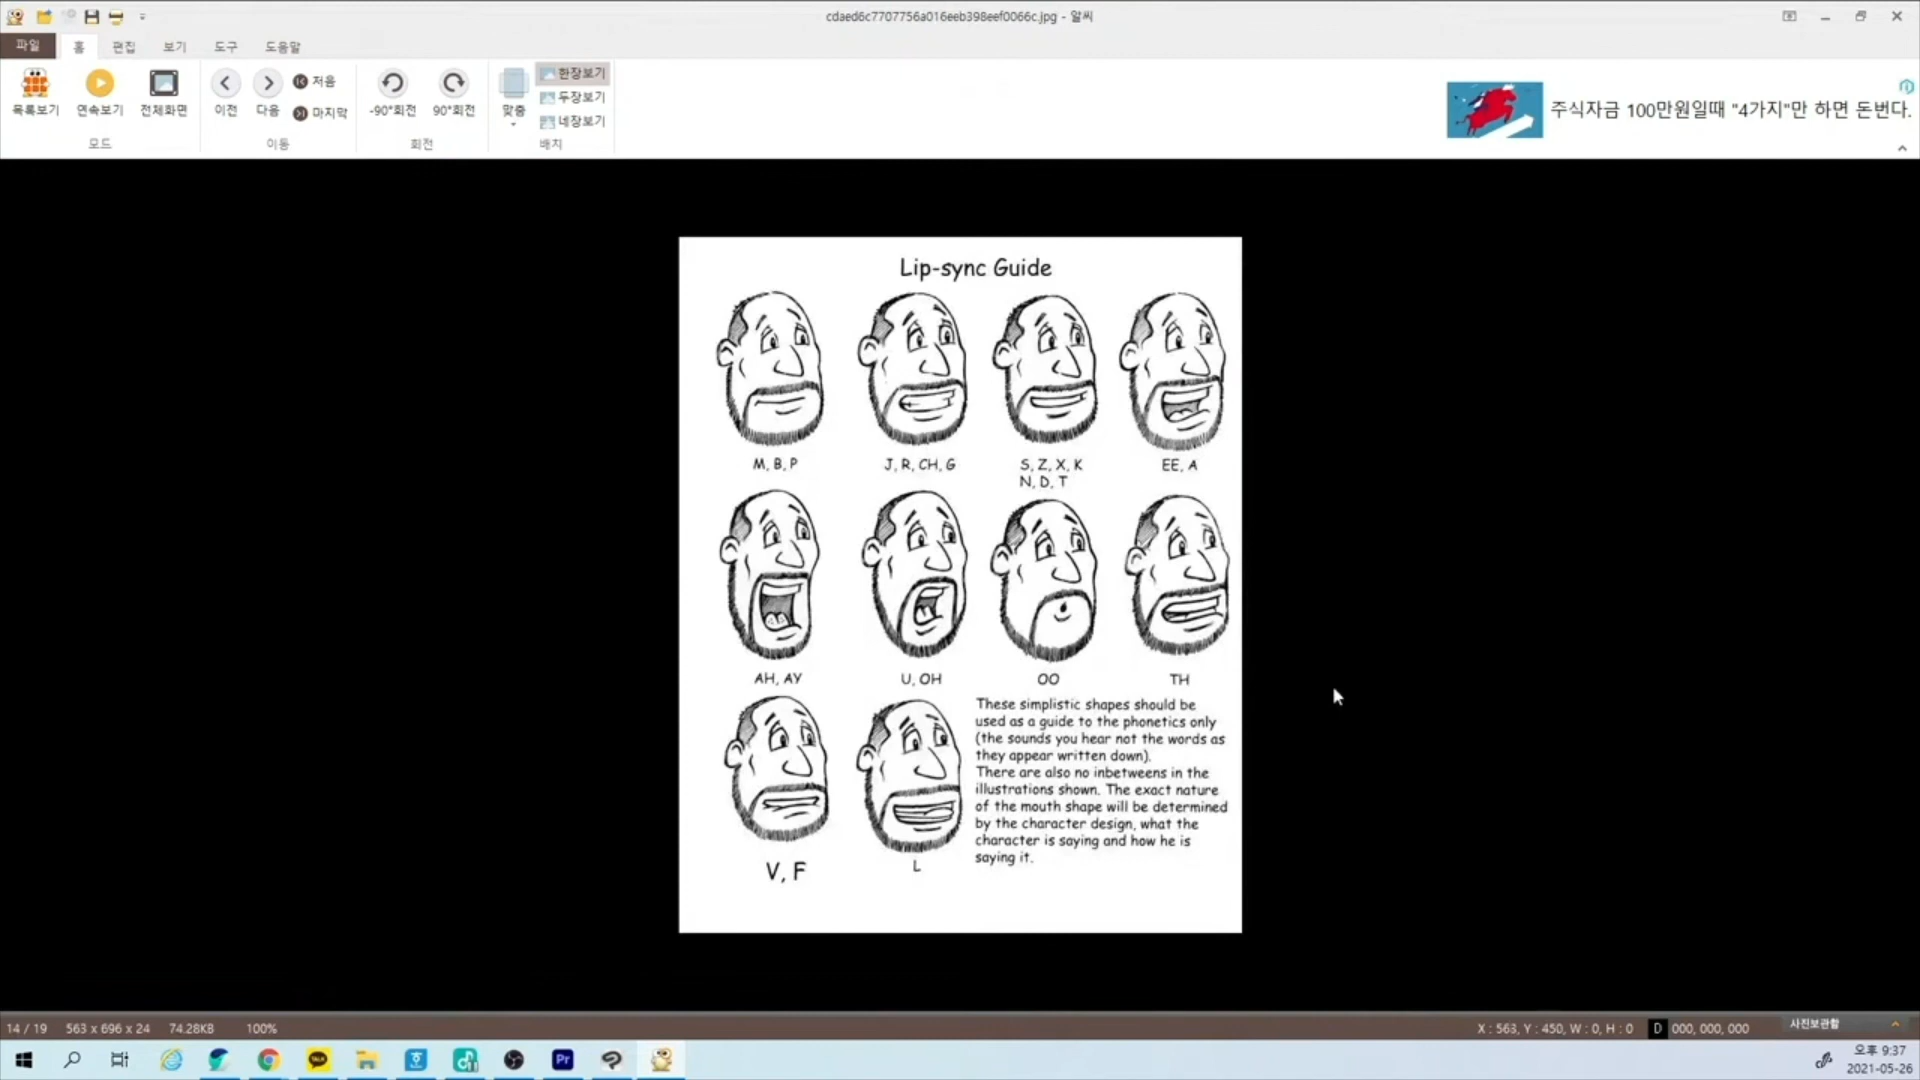 cdaed6c7707756a016eeb398eef0066c.jpg - 알씨
파일 홈 편집 보기 도구 도움말
목록보기 연속보기 전체화면 이전 다음 처음 마지막 -90°회전 90°회전 맞춤 한장보기 두장보기 네장보기
모드 이동 회전 배치
주식자금 100만원일때 "4가지"만 하면 돈번다.
Lip-sync Guide
M, B, P
J, R, CH, G
S, Z, X, K
N, D, T
EE, A
AH, AY
U, OH
OO
TH
V, F
L
These simplistic shapes should be
used as a guide to the phonetics only
(the sounds you hear not the words as
they appear written down).
There are also no inbetweens in the
illustrations shown. The exact nature
of the mouth shape will be determined
by the character design, what the
character is saying and how he is
saying it.
14 / 19 563 x 696 x 24 74.28KB 100% X : 563, Y : 450, W : 0, H : 0 D 000, 000, 000 사진보관함
TALK Pr
오후 9:37
2021-05-26